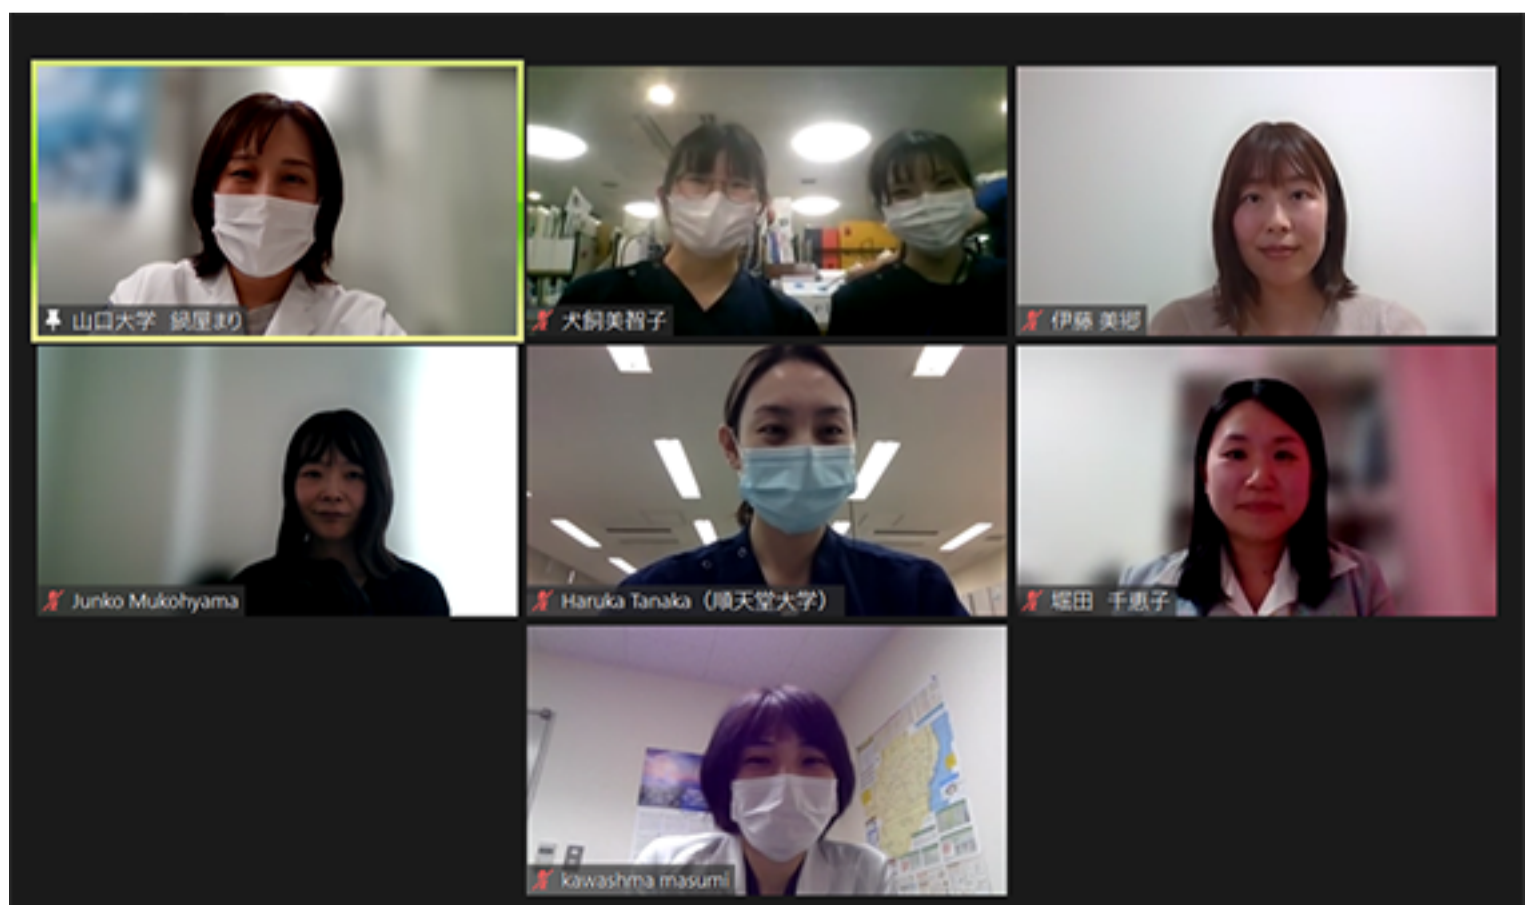 山口大学 鍋屋まり
犬飼美智子
伊藤 美郷
Junko Mukohyama
Haruka Tanaka（順天堂大学）
堀田 千恵子
kawashma masumi